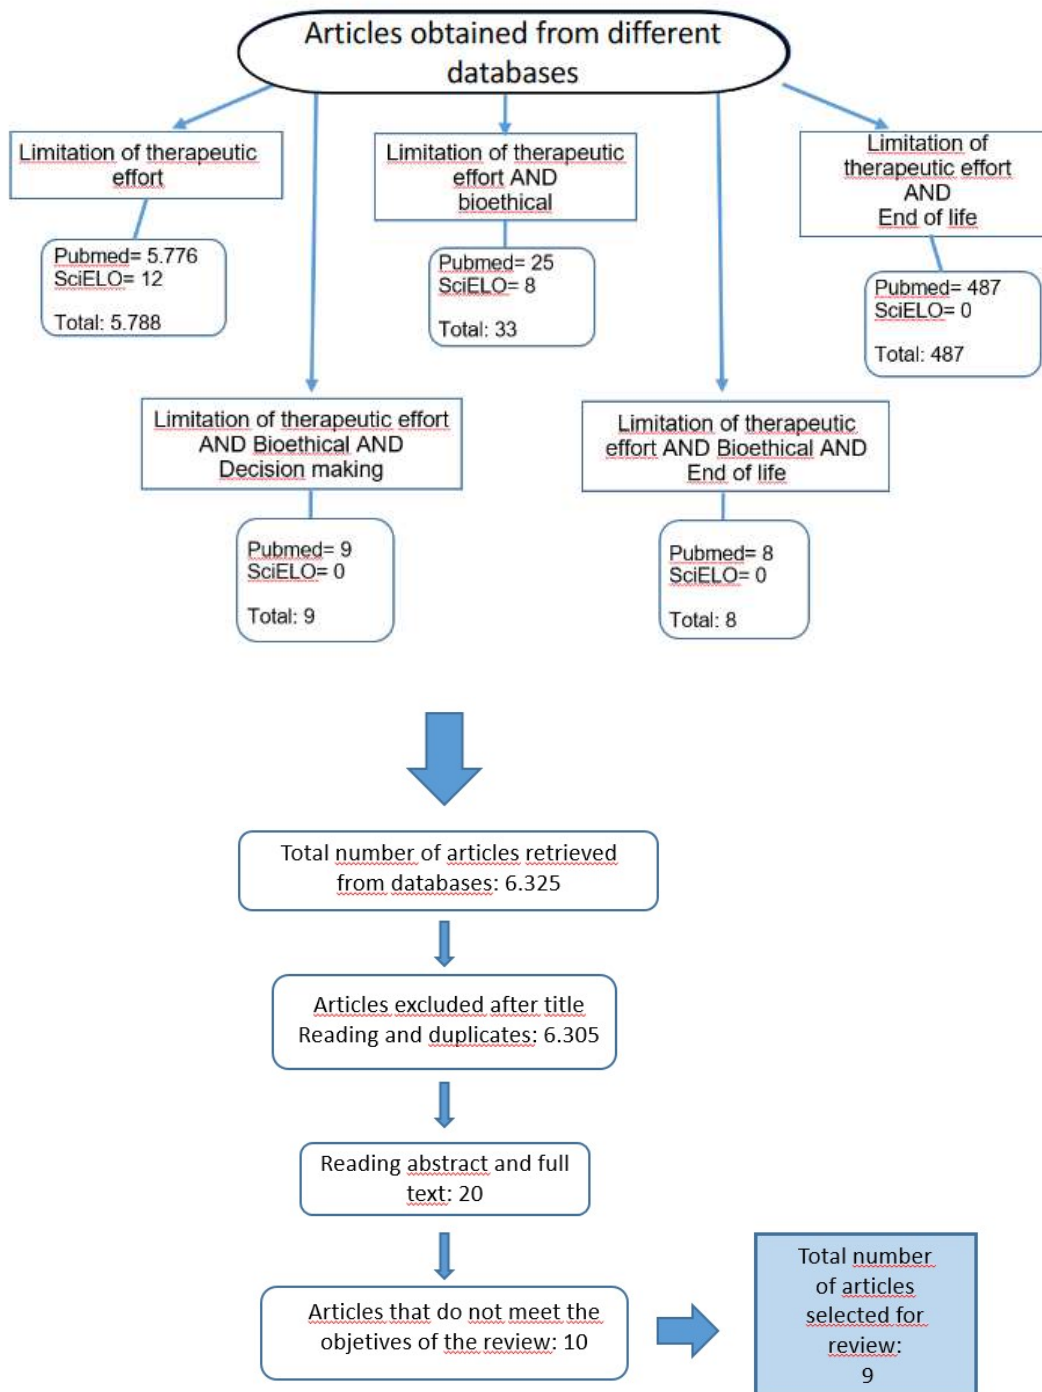 Articles obtained from different
databases
Limitation of therapeutic
effort
Pubmed= 5.776
SciELO= 12
Total: 5.788
Limitation of therapeutic
effort AND
bioethical
Pubmed= 25
SciELO= 8
Total: 33
Limitation of
therapeutic effort
AND
End of life
Pubmed= 487
SciELO= 0
Total: 487
Limitation of therapeutic effort
AND Bioethical AND
Decision making
Pubmed= 9
SciELO= 0
Total: 9
Limitation of therapeutic
effort AND Bioethical AND
End of life
Pubmed= 8
SciELO= 0
Total: 8
Total number of articles retrieved
from databases: 6.325
Articles excluded after title
Reading and duplicates: 6.305
Reading abstract and full
text: 20
Articles that do not meet the
objetives of the review: 10
Total number
of articles
selected for
review:
9